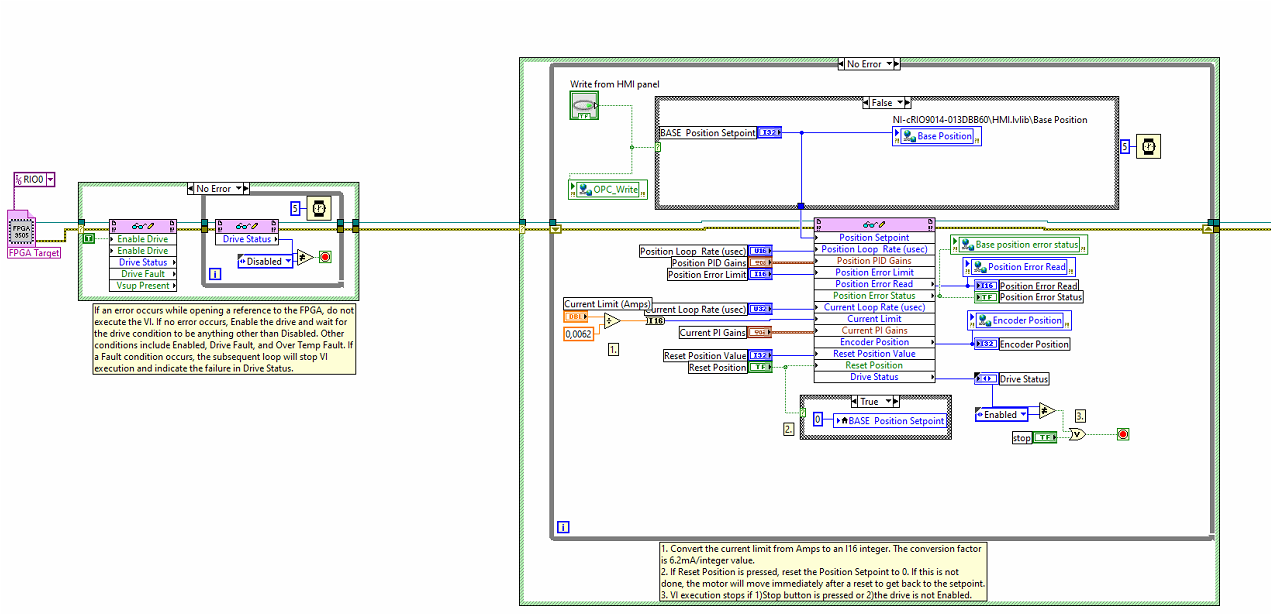 RIO0
FPGA
3505
FPGA Target
No Error
T
Enable Drive
Enable Drive
Drive Status
Drive Fault
Vsup Present
Drive Status
5
Disabled
i
If an error occurs while opening a reference to the FPGA, do not
execute the VI. If no error occurs, Enable the drive and wait for
the drive condition to be anything other than Disabled. Other
conditions include Enabled, Drive Fault, and Over Temp Fault. If
a Fault condition occurs, the subsequent loop will stop VI
execution and indicate the failure in Drive Status.
No Error
Write from HMI panel
TF
OPC_Write
False
BASE Position Setpoint
I32
NI-cRIO9014-013DBB60\HMI.lvlib\Base Position
Base Position
5
Position Loop Rate (usec)
U16
Position PID Gains
Position Error Limit
I16
Current Limit (Amps)
DBL
0,0062
1.
Current Loop Rate (usec)
U32
I16
Current PI Gains
Reset Position Value
I32
Reset Position
TF
Position Setpoint
Position Loop Rate (usec)
Position PID Gains
Position Error Limit
Position Error Read
Position Error Status
Current Loop Rate (usec)
Current Limit
Current PI Gains
Encoder Position
Reset Position Value
Reset Position
Drive Status
Base position error status
Position Error Read
I16
Position Error Read
TF
Position Error Status
Encoder Position
I32
Encoder Position
Drive Status
Enabled
3.
stop
TF
2.
True
0
BASE Position Setpoint
i
1. Convert the current limit from Amps to an I16 integer. The conversion factor
is 6.2mA/integer value.
2. If Reset Position is pressed, reset the Position Setpoint to 0. If this is not
done, the motor will move immediately after a reset to get back to the setpoint.
3. VI execution stops if 1)Stop button is pressed or 2)the drive is not Enabled.